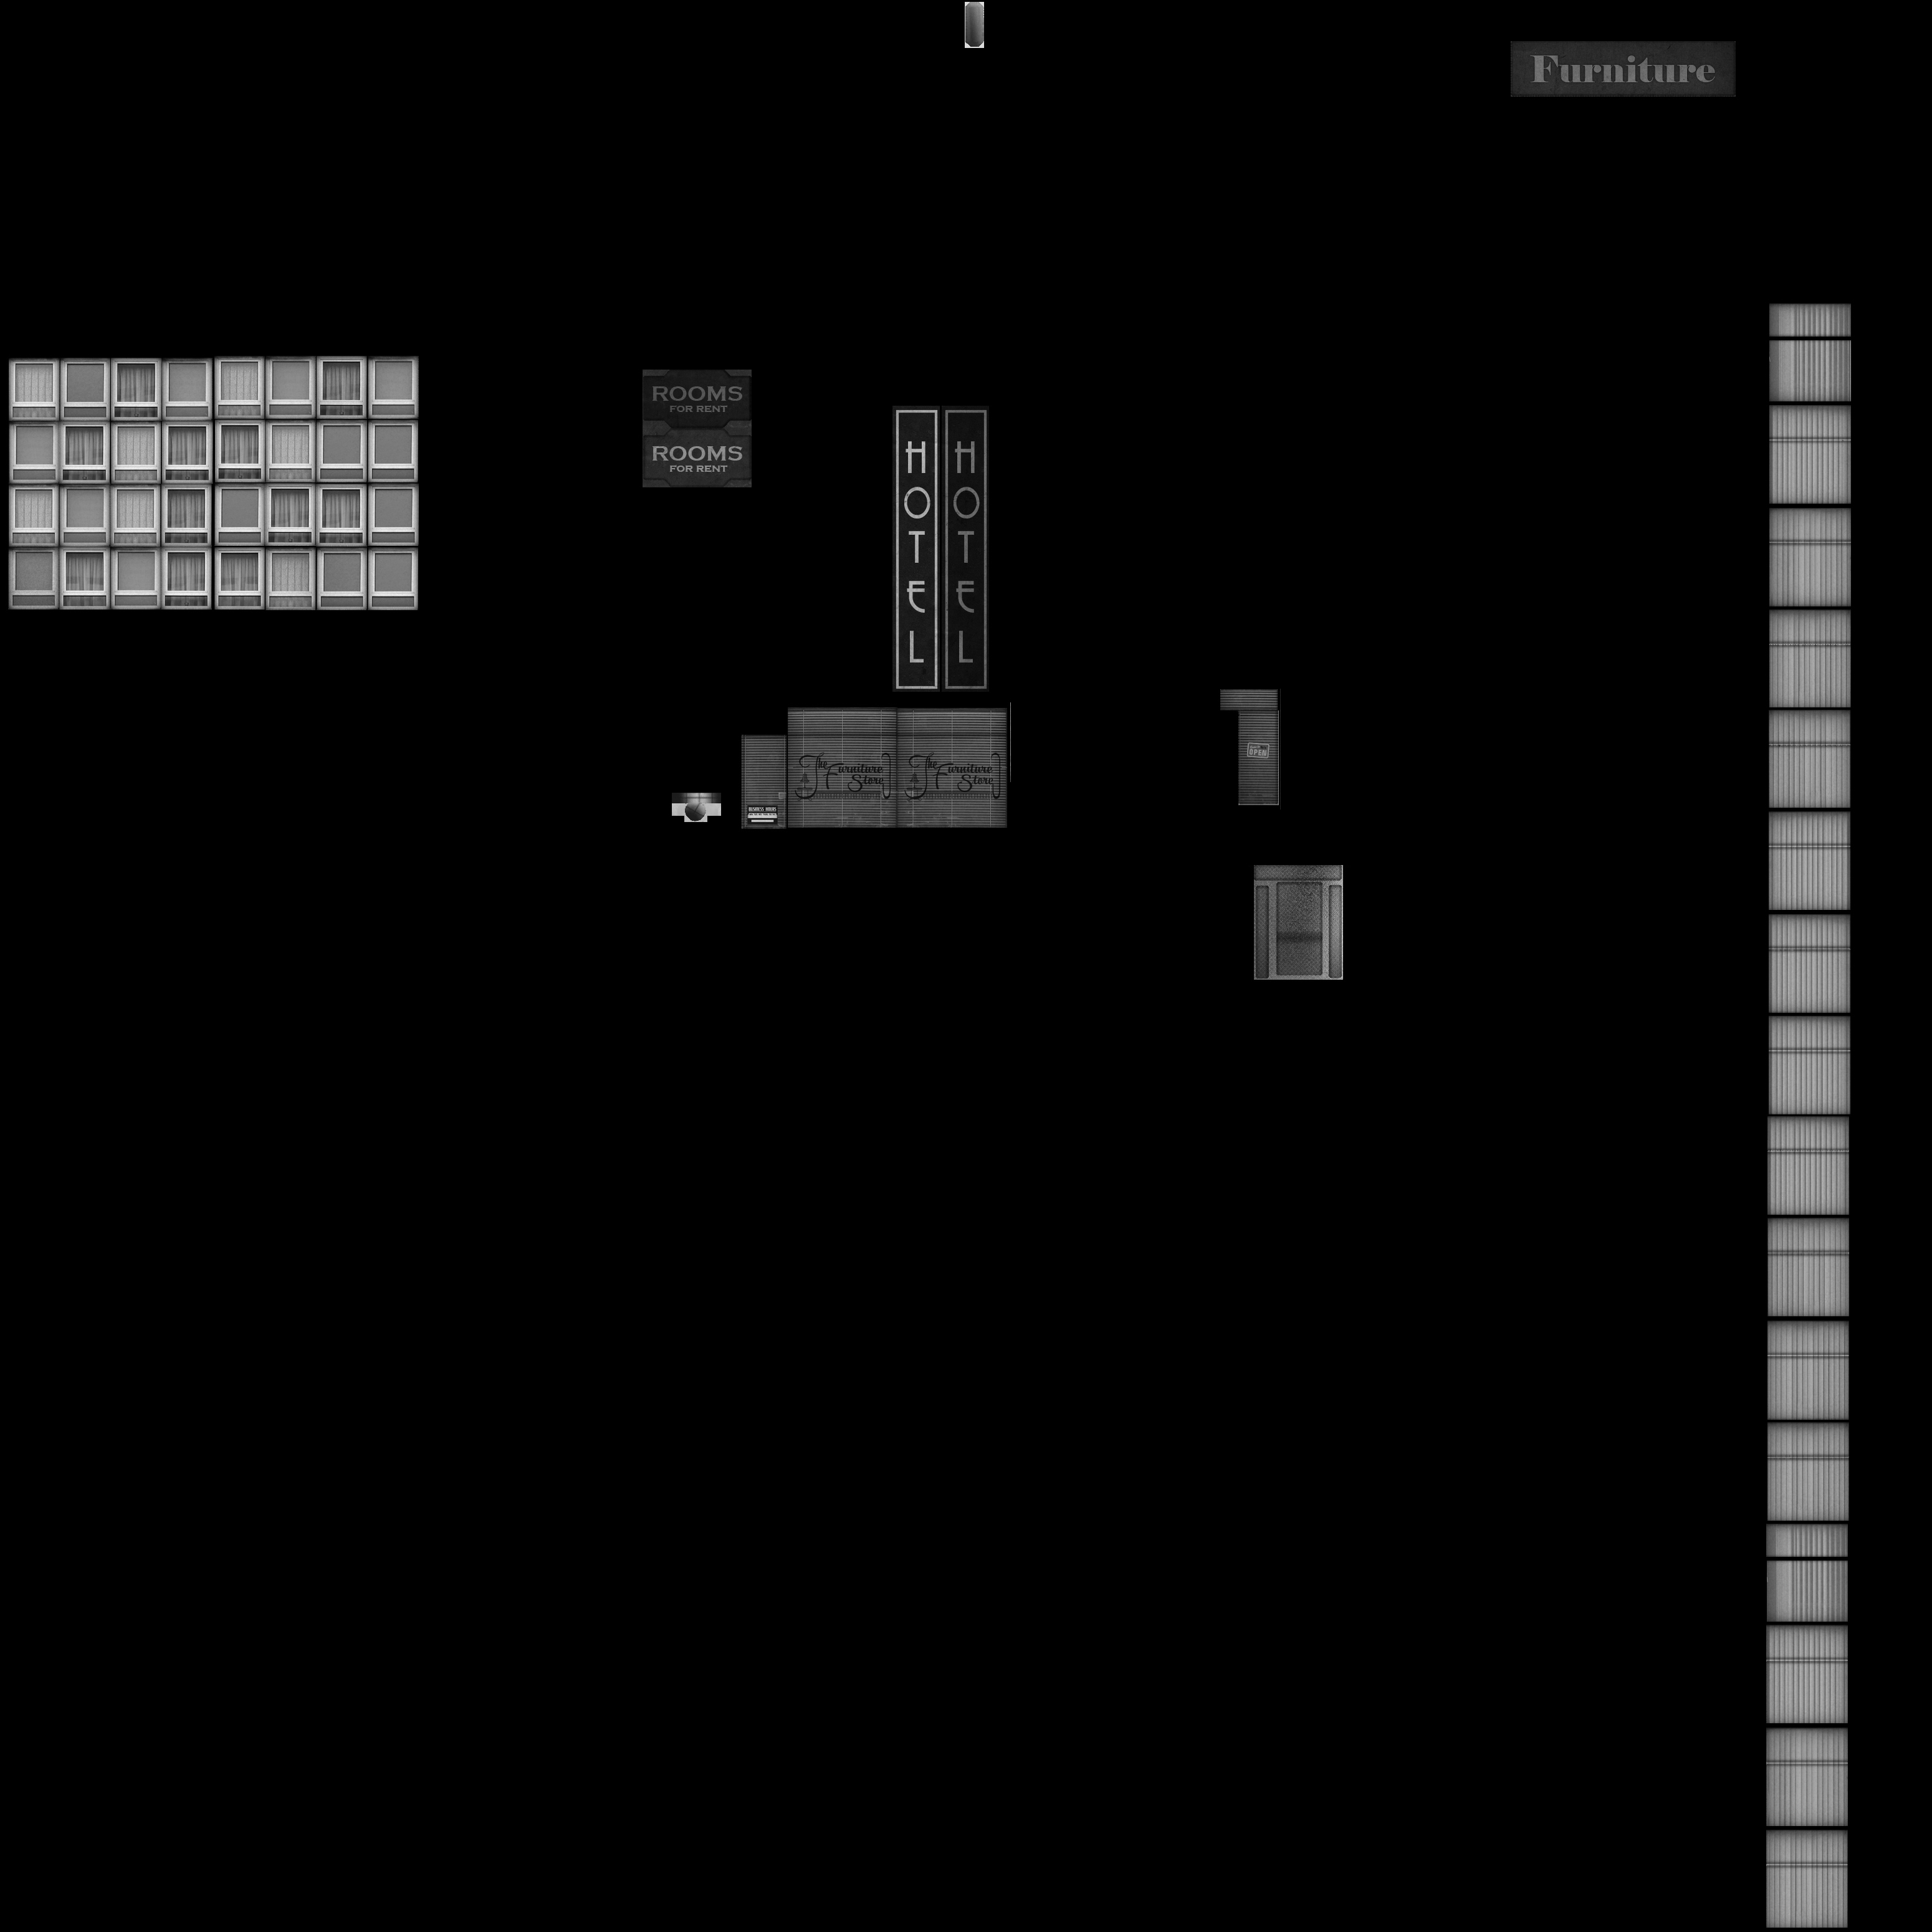 Furniture
ROOMS
FOR RENT
ROOMS
FOR RENT
HOTEL
HOTEL
The
Furniture
Store
The
Furniture
Store
OPEN
BUSINESS HOURS